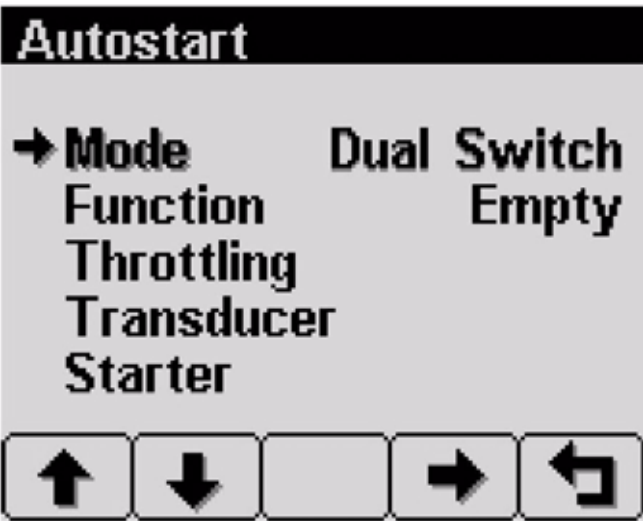 Autostart
Mode Dual Switch
Function Empty
Throttling
Transducer
Starter